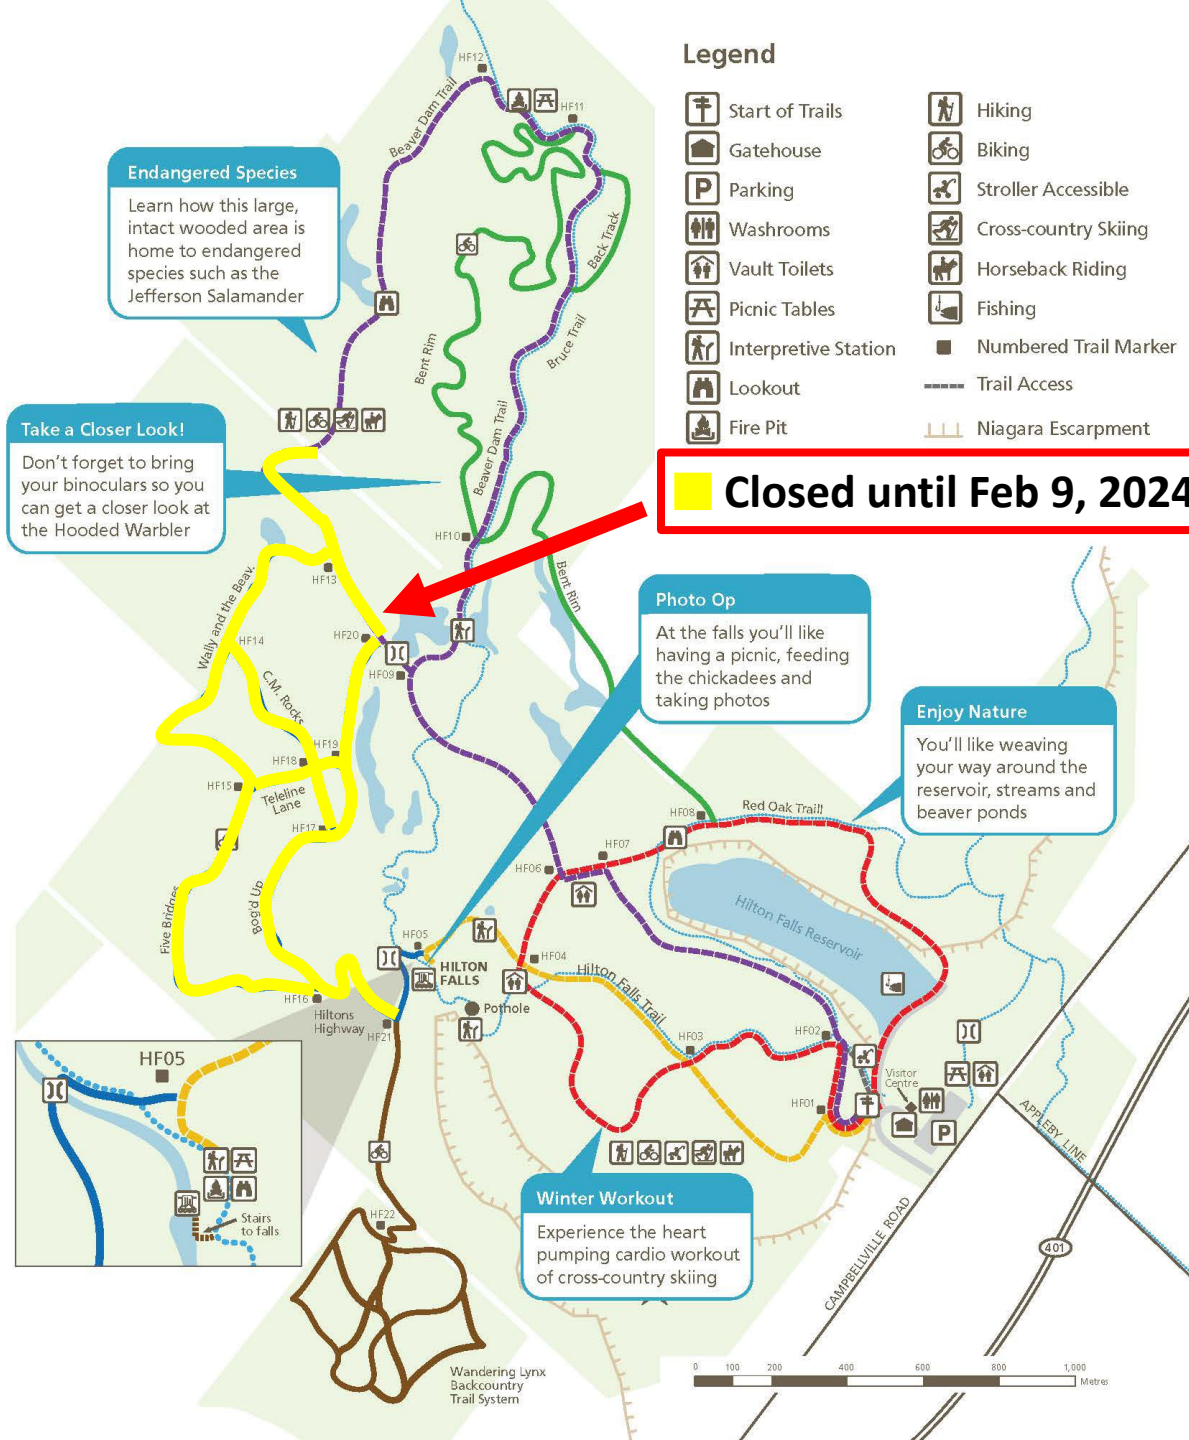 Legend
Start of Trails
Gatehouse
Parking
Washrooms
Vault Toilets
Picnic Tables
Interpretive Station
Lookout
Fire Pit
Hiking
Biking
Stroller Accessible
Cross-country Skiing
Horseback Riding
Fishing
Numbered Trail Marker
Trail Access
Niagara Escarpment
P
Closed until Feb 9, 2024
HF12
HF11
Beaver Dam Trail
Back Track
Bruce Trail
Bent Rim
Beaver Dam Trail
Endangered Species
Learn how this large,
intact wooded area is
home to endangered
species such as the
Jefferson Salamander
Take a Closer Look!
Don't forget to bring
your binoculars so you
can get a closer look at
the Hooded Warbler
HF10
Bent Rim
HF13
Wally and the Beav.
HF14
HF20
HF09
C.M. Rocks
HF19
HF18
HF15
Teleline
Lane
HF17
Five Bridges
Bog'd Up
HF16
Hiltons
Highway
HF21
Photo Op
At the falls you'll like
having a picnic, feeding
the chickadees and
taking photos
Enjoy Nature
You'll like weaving
your way around the
reservoir, streams and
beaver ponds
HF08
Red Oak Traill
HF07
HF06
Hilton Falls Reservoir
HF05
HILTON
FALLS
HF04
Hilton Falls Trail
Pothole
HF03
HF02
HF01
Visitor
Centre
P
APPLEBY LINE
CAMPBELLVILLE ROAD
401
HF05
Stairs
to falls
HF22
Winter Workout
Experience the heart
pumping cardio workout
of cross-country skiing
Wandering Lynx
Backcountry
Trail System
0 100 200 400 600 800 1,000
Metres